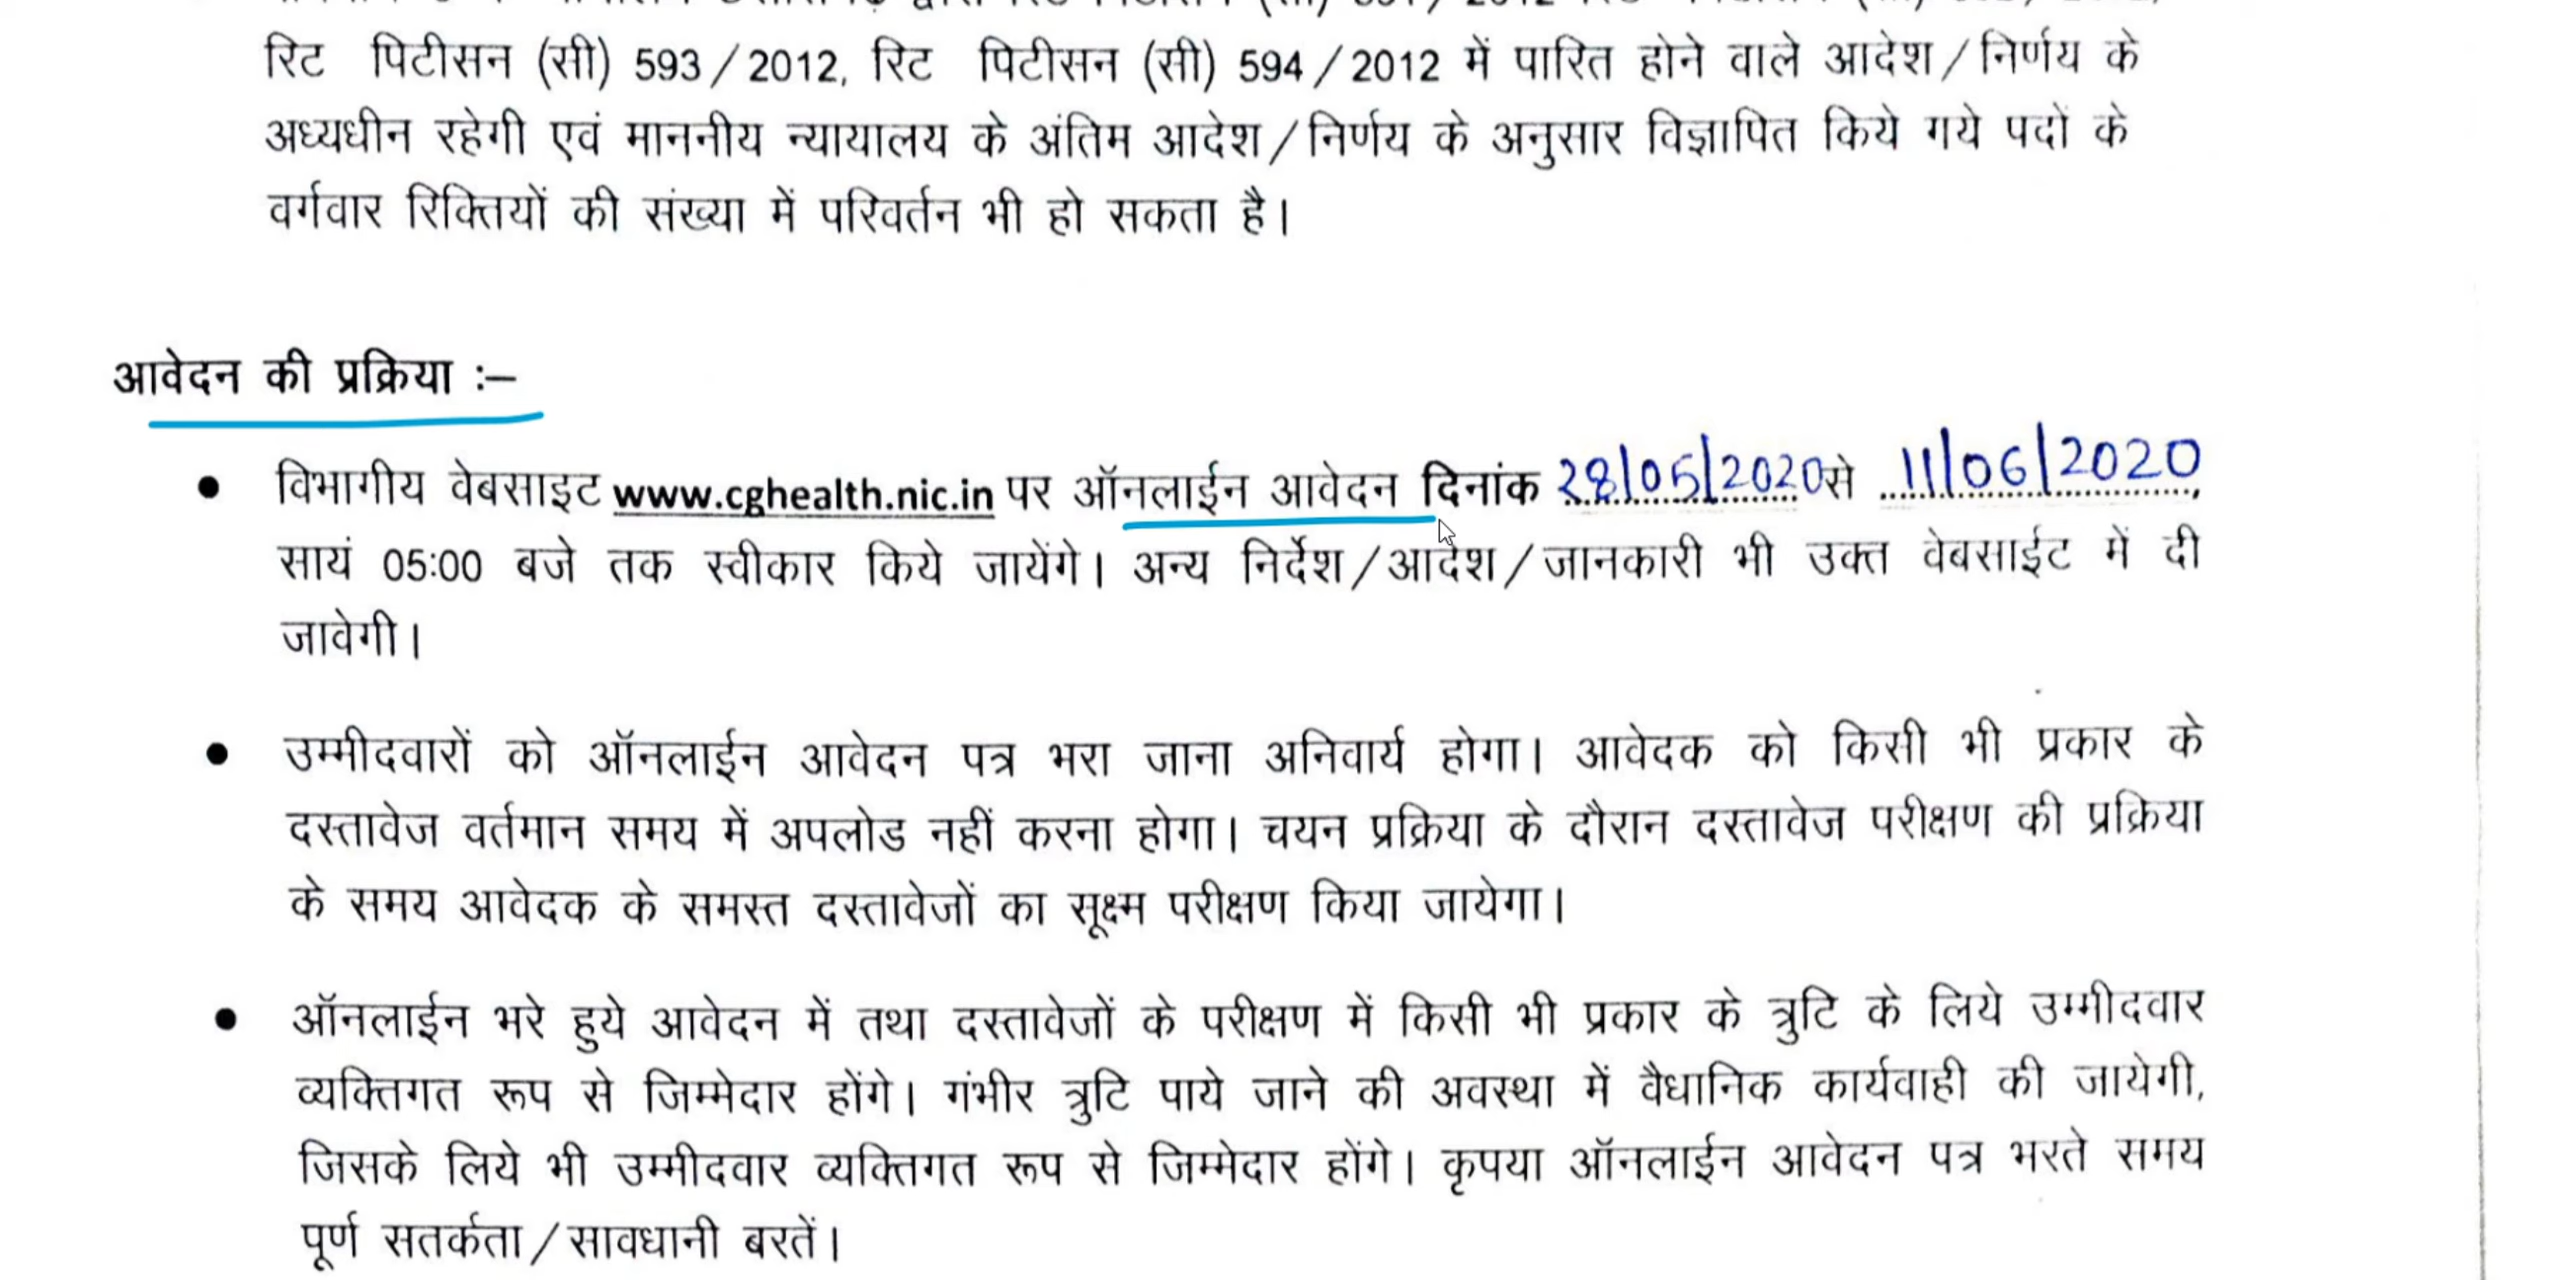 रिट पिटीसन (सी) 593/2012, रिट पिटीसन (सी) 594/2012 में पारित होने वाले आदेश/निर्णय के
अध्यधीन रहेगी एवं माननीय न्यायालय के अंतिम आदेश/निर्णय के अनुसार विज्ञापित किये गये पदों के
वर्गवार रिक्तियों की संख्या में परिवर्तन भी हो सकता है।
आवेदन की प्रक्रिया :–
• विभागीय वेबसाइट www.cghealth.nic.in पर ऑनलाईन आवेदन दिनांक 28/05/2020 से 11/06/2020,
सायं 05:00 बजे तक स्वीकार किये जायेंगे। अन्य निर्देश/आदेश/जानकारी भी उक्त वेबसाईट में दी
जावेगी।
• उम्मीदवारों को ऑनलाईन आवेदन पत्र भरा जाना अनिवार्य होगा। आवेदक को किसी भी प्रकार के
दस्तावेज वर्तमान समय में अपलोड नहीं करना होगा। चयन प्रक्रिया के दौरान दस्तावेज परीक्षण की प्रक्रिया
के समय आवेदक के समस्त दस्तावेजों का सूक्ष्म परीक्षण किया जायेगा।
• ऑनलाईन भरे हुये आवेदन में तथा दस्तावेजों के परीक्षण में किसी भी प्रकार के त्रुटि के लिये उम्मीदवार
व्यक्तिगत रूप से जिम्मेदार होंगे। गंभीर त्रुटि पाये जाने की अवस्था में वैधानिक कार्यवाही की जायेगी,
जिसके लिये भी उम्मीदवार व्यक्तिगत रूप से जिम्मेदार होंगे। कृपया ऑनलाईन आवेदन पत्र भरते समय
पूर्ण सतर्कता/सावधानी बरतें।